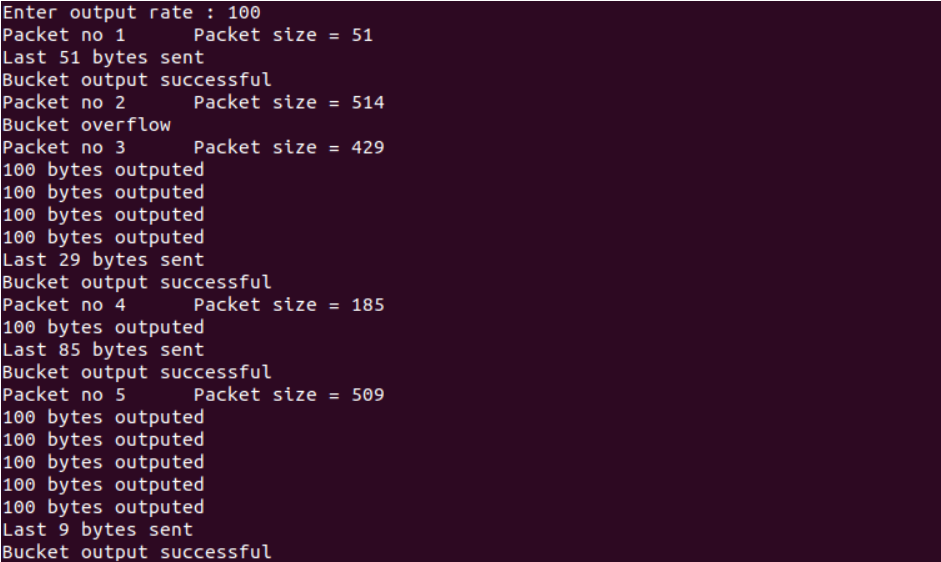 Enter output rate : 100
Packet no 1      Packet size = 51
Last 51 bytes sent
Bucket output successful
Packet no 2      Packet size = 514
Bucket overflow
Packet no 3      Packet size = 429
100 bytes outputed
100 bytes outputed
100 bytes outputed
100 bytes outputed
Last 29 bytes sent
Bucket output successful
Packet no 4      Packet size = 185
100 bytes outputed
Last 85 bytes sent
Bucket output successful
Packet no 5      Packet size = 509
100 bytes outputed
100 bytes outputed
100 bytes outputed
100 bytes outputed
100 bytes outputed
Last 9 bytes sent
Bucket output successful